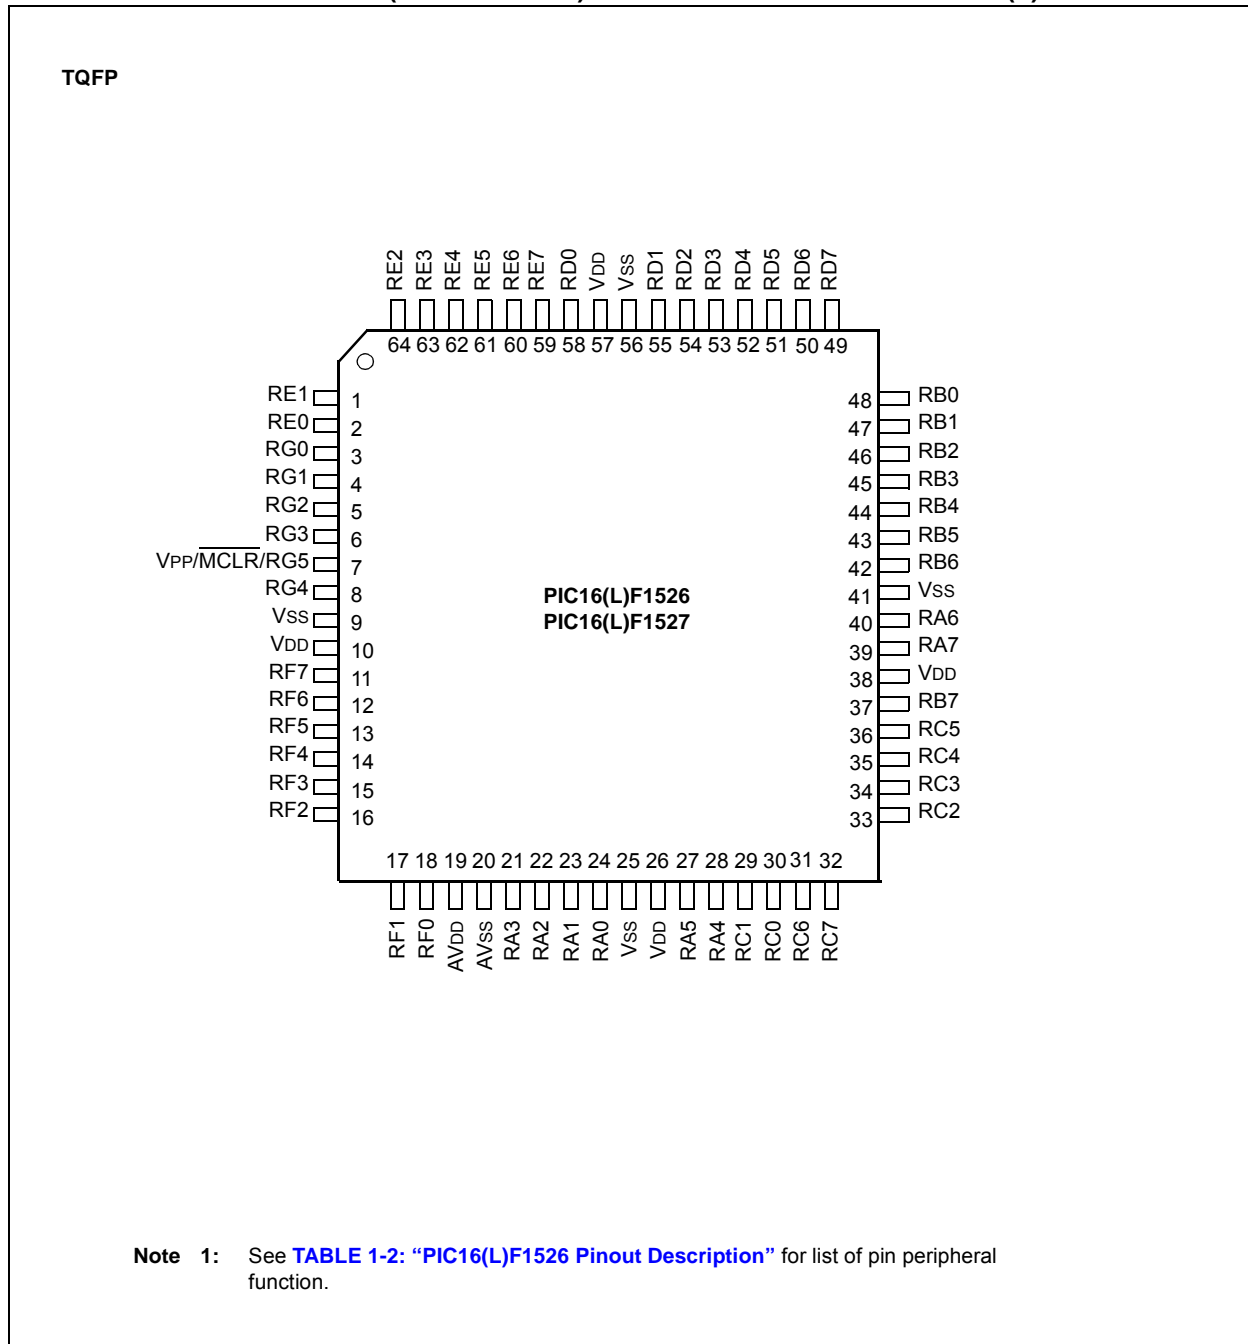 TQFP
RE2 RE3 RE4 RE5 RE6 RE7 RD0 VDD VSS RD1 RD2 RD3 RD4 RD5 RD6 RD7
64 63 62 61 60 59 58 57 56 55 54 53 52 51 50 49
RE1 1 48 RB0
RE0 2 47 RB1
RG0 3 46 RB2
RG1 4 45 RB3
RG2 5 44 RB4
RG3 6 43 RB5
VPP/MCLR/RG5 7 42 RB6
RG4 8 41 VSS
PIC16(L)F1526
VSS 9 40 RA6
PIC16(L)F1527
VDD 10 39 RA7
RF7 11 38 VDD
RF6 12 37 RB7
RF5 13 36 RC5
RF4 14 35 RC4
RF3 15 34 RC3
RF2 16 33 RC2
17 18 19 20 21 22 23 24 25 26 27 28 29 30 31 32
RF1 RF0 AVDD AVSS RA3 RA2 RA1 RA0 VSS VDD RA5 RA4 RC1 RC0 RC6 RC7
Note 1: See TABLE 1-2: “PIC16(L)F1526 Pinout Description” for list of pin peripheral
function.